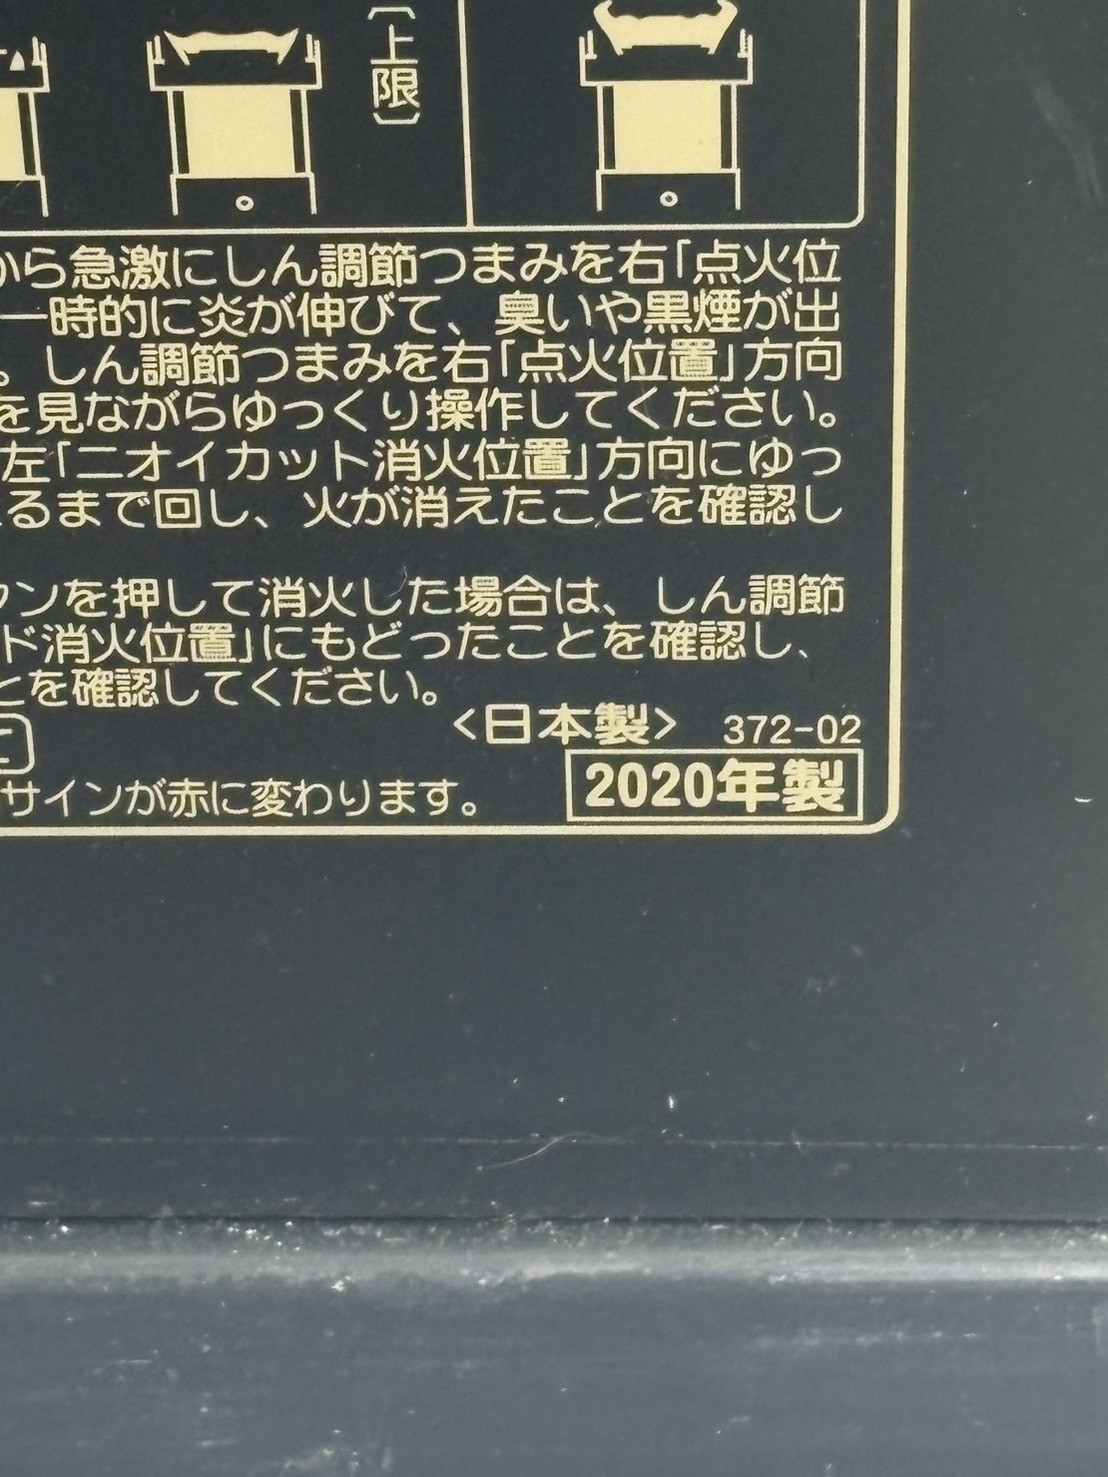 〔上限〕
から急激にしん調節つまみを右「点火位
一時的に炎が伸びて、臭いや黒煙が出
。しん調節つまみを右「点火位置」方向
を見ながらゆっくり操作してください。
左「ニオイカット消火位置」方向にゆっ
るまで回し、火が消えたことを確認し
タンを押して消火した場合は、しん調節
ド消火位置」にもどったことを確認し、
とを確認してください。
<日本製> 372-02
サインが赤に変わります。
2020年製